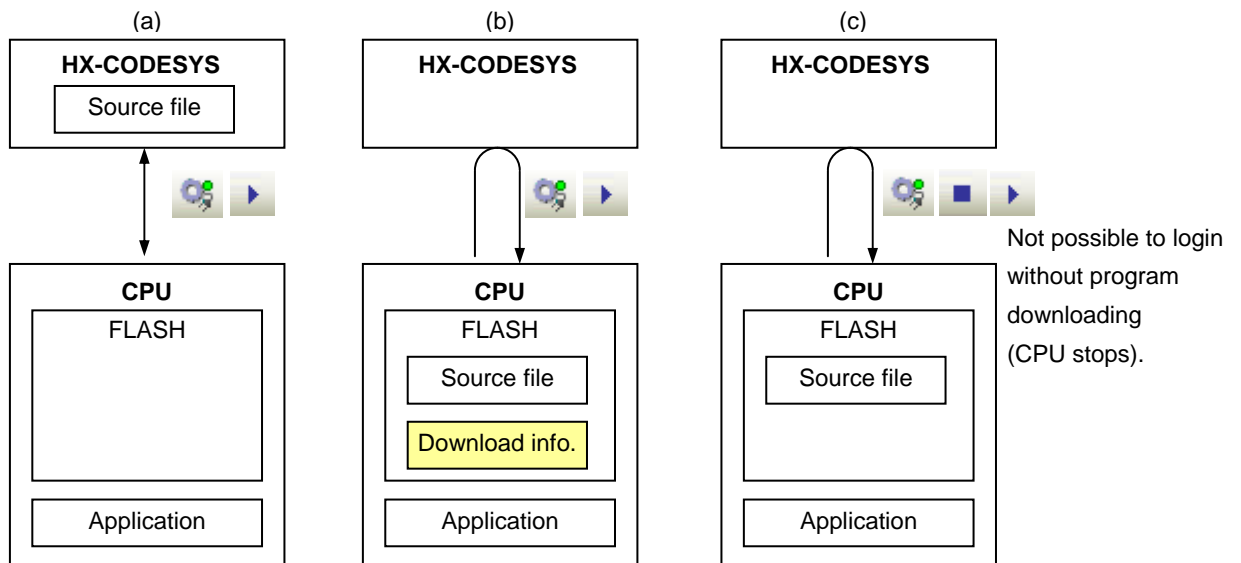 (a)
HX-CODESYS
Source file
CPU
FLASH
Application
(b)
HX-CODESYS
CPU
FLASH
Source file
Download info.
Application
(c)
HX-CODESYS
CPU
FLASH
Source file
Application
Not possible to login
without program
downloading
(CPU stops).